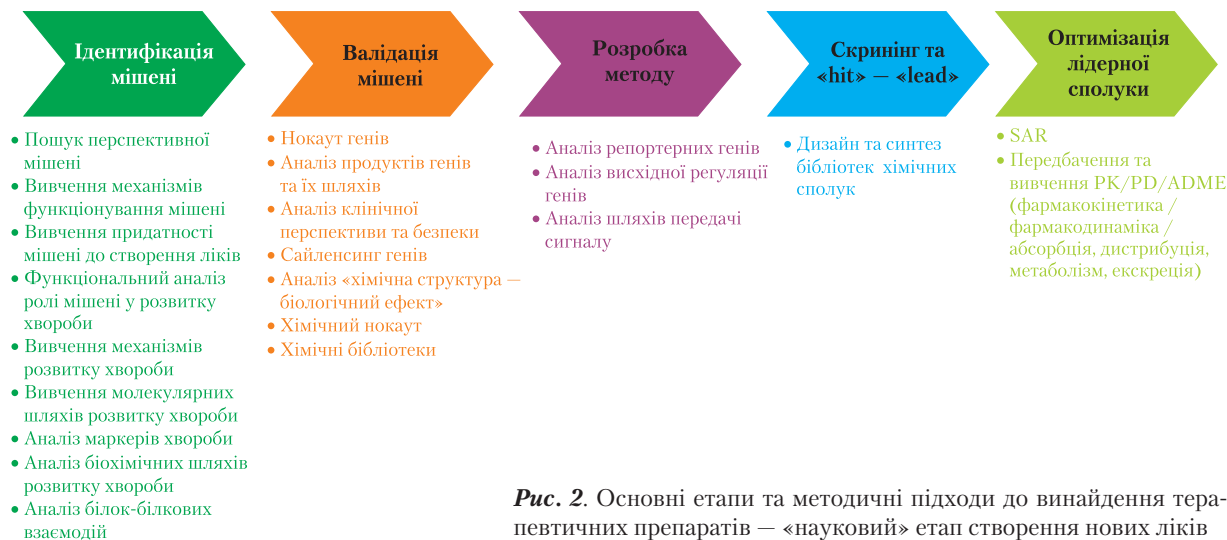 Ідентифікація
мішені
• Пошук перспективної
мішені
• Вивчення механізмів
функціонування мішені
• Вивчення придатності
мішені до створення ліків
• Функціональний аналіз
ролі мішені у розвитку
хвороби
• Вивчення механізмів
розвитку хвороби
• Вивчення молекулярних
шляхів розвитку хвороби
• Аналіз маркерів хвороби
• Аналіз біохімічних шляхів
розвитку хвороби
• Аналіз білок-білкових
взаємодій
Валідація
мішені
• Нокаут генів
• Аналіз продуктів генів
та їх шляхів
• Аналіз клінічної
перспективи та безпеки
• Сайленсинг генів
• Аналіз «хімічна структура —
біологічний ефект»
• Хімічний нокаут
• Хімічні бібліотеки
Розробка
методу
• Аналіз репортерних генів
• Аналіз висхідної регуляції
генів
• Аналіз шляхів передачі
сигналу
Скринінг та
«hit» — «lead»
• Дизайн та синтез
бібліотек хімічних
сполук
Оптимізація
лідерної
сполуки
• SAR
• Передбачення та
вивчення PK/PD/ADME
(фармакокінетика /
фармакодинаміка /
абсорбція, дистрибуція,
метаболізм, екскреція)
Рис. 2. Основні етапи та методичні підходи до винайдення тера-
певтичних препаратів — «науковий» етап створення нових ліків